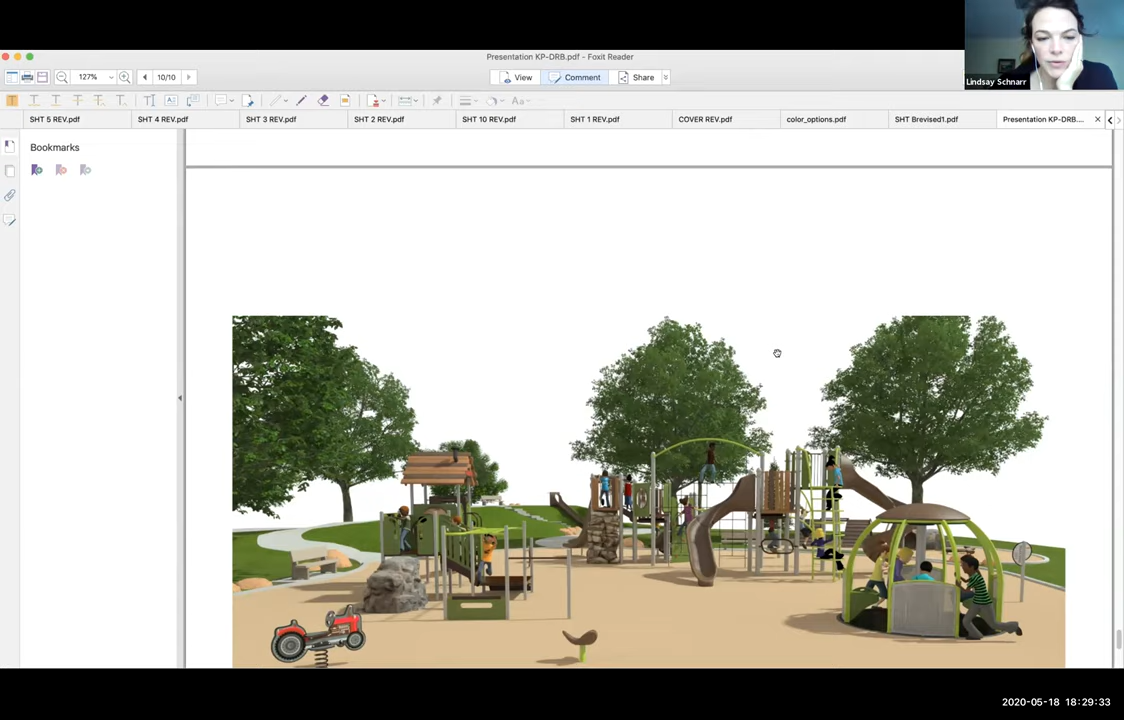 Presentation KP-DRB.pdf - Foxit Reader
127%
10/10
View
Comment
Share
SHT 5 REV.pdf
SHT 4 REV.pdf
SHT 3 REV.pdf
SHT 2 REV.pdf
SHT 10 REV.pdf
SHT 1 REV.pdf
COVER REV.pdf
color_options.pdf
SHT Brevised1.pdf
Presentation KP-DRB....
Bookmarks
Lindsay Schnarr
2020-05-18 18:29:33